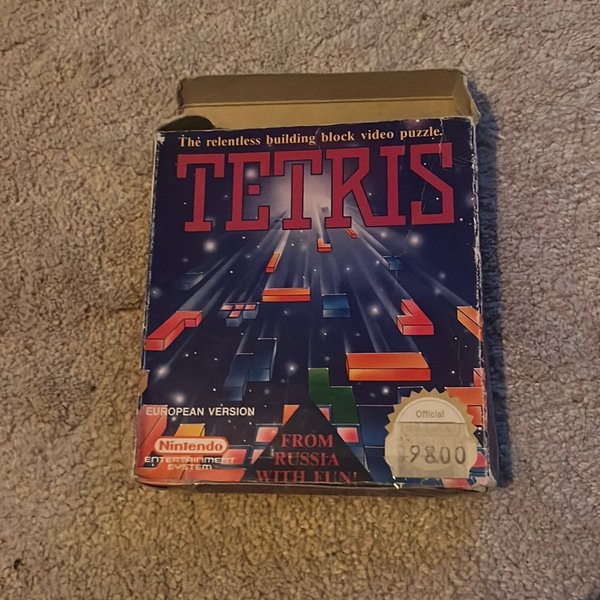 The relentless building block video puzzle.
TETRIS
EUROPEAN VERSION
Nintendo
ENTERTAINMENT
SYSTEM
FROM
RUSSIA
WITH FUN!
Official
9800